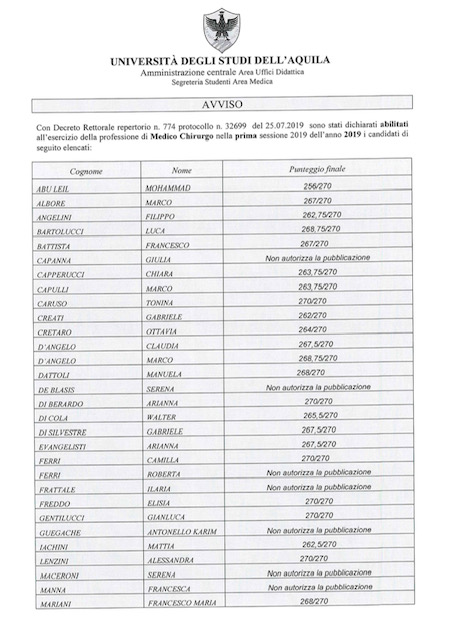 UNIVERSITÀ DEGLI STUDI DELL'AQUILA
Amministrazione centrale Area Uffici Didattica
Segreteria Studenti Area Medica
AVVISO
Con Decreto Rettorale repertorio n. 774 protocollo n. 32699 del 25.07.2019 sono stati dichiarati abilitati
all'esercizio della professione di Medico Chirurgo nella prima sessione 2019 dell'anno 2019 i candidati di
seguito elencati:
Cognome Nome Punteggio finale
ABU LEIL MOHAMMAD 256/270
ALBORE MARCO 267/270
ANGELINI FILIPPO 262,75/270
BARTOLUCCI LUCA 268,75/270
BATTISTA FRANCESCO 267/270
CAPANNA GIULIA Non autorizza la pubblicazione
CAPPERUCCI CHIARA 263,75/270
CAPULLI MARCO 263,75/270
CARUSO TONINA 270/270
CREATI GABRIELE 262/270
CRETARO OTTAVIA 264/270
D'ANGELO CLAUDIA 267,5/270
D'ANGELO MARCO 268,75/270
DATTOLI MANUELA 268/270
DE BLASIS SERENA Non autorizza la pubblicazione
DI BERARDO ARIANNA 270/270
DI COLA WALTER 265,5/270
DI SILVESTRE GABRIELE 267,5/270
EVANGELISTI ARIANNA 267,5/270
FERRI CAMILLA 270/270
FERRI ROBERTA Non autorizza la pubblicazione
FRATTALE ILARIA Non autorizza la pubblicazione
FREDDO ELISIA 270/270
GENTILUCCI GIANLUCA 270/270
GUEGACHE ANTONELLO KARIM Non autorizza la pubblicazione
IACHINI MATTIA 262,5/270
LENZINI ALESSANDRA 270/270
MACERONI SERENA Non autorizza la pubblicazione
MANNA FRANCESCA Non autorizza la pubblicazione
MARIANI FRANCESCO MARIA 268/270